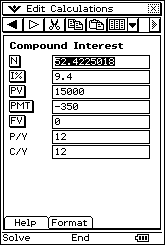 Edit Calculations
Compound Interest
N 52.4225018
I% 9.4
PV 15000
PMT -350
FV 0
P/Y 12
C/Y 12
Help Format
Solve End